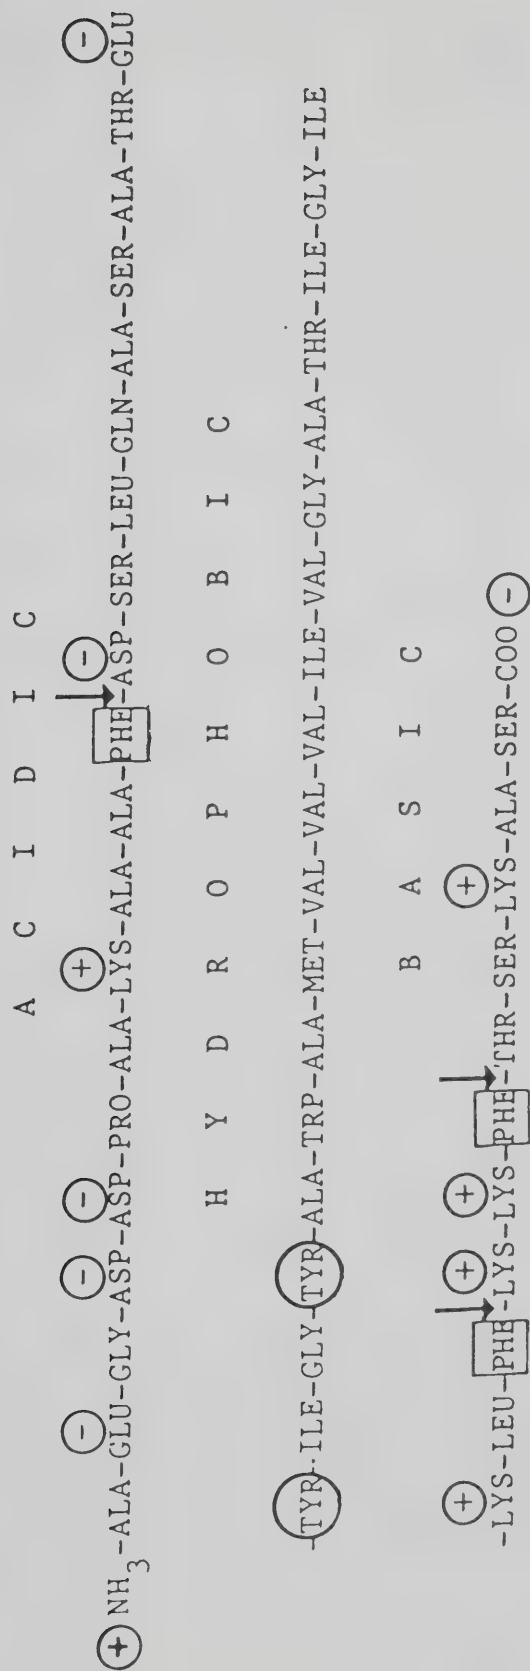 A C I D I C
+ NH3-ALA-GLU-GLY-ASP-ASP-PRO-ALA-LYS-ALA-ALA-PHE-ASP-SER-LEU-GLN-ALA-SER-ALA-THR-GLU
- - - + - -
H Y D R O P H O B I C
-TYR-ILE-GLY-TYR-ALA-TRP-ALA-MET-VAL-VAL-VAL-ILE-VAL-GLY-ALA-THR-ILE-GLY-ILE
B A S I C
+ + + +
-LYS-LEU-PHE-LYS-LYS-PHE-THR-SER-LYS-ALA-SER-COO -